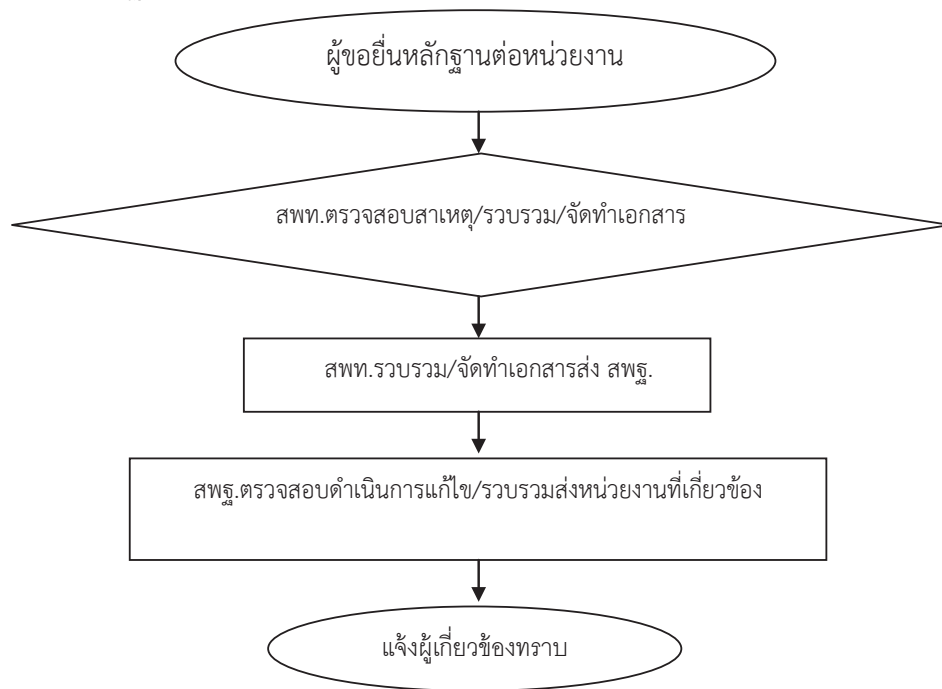 ผู้ขอยื่นหลักฐานต่อหน่วยงาน
สพท.ตรวจสอบสาเหตุ/รวบรวม/จัดทำเอกสาร
สพท.รวบรวม/จัดทำเอกสารส่ง สพฐ.
สพฐ.ตรวจสอบดำเนินการแก้ไข/รวบรวมส่งหน่วยงานที่เกี่ยวข้อง
แจ้งผู้เกี่ยวข้องทราบ